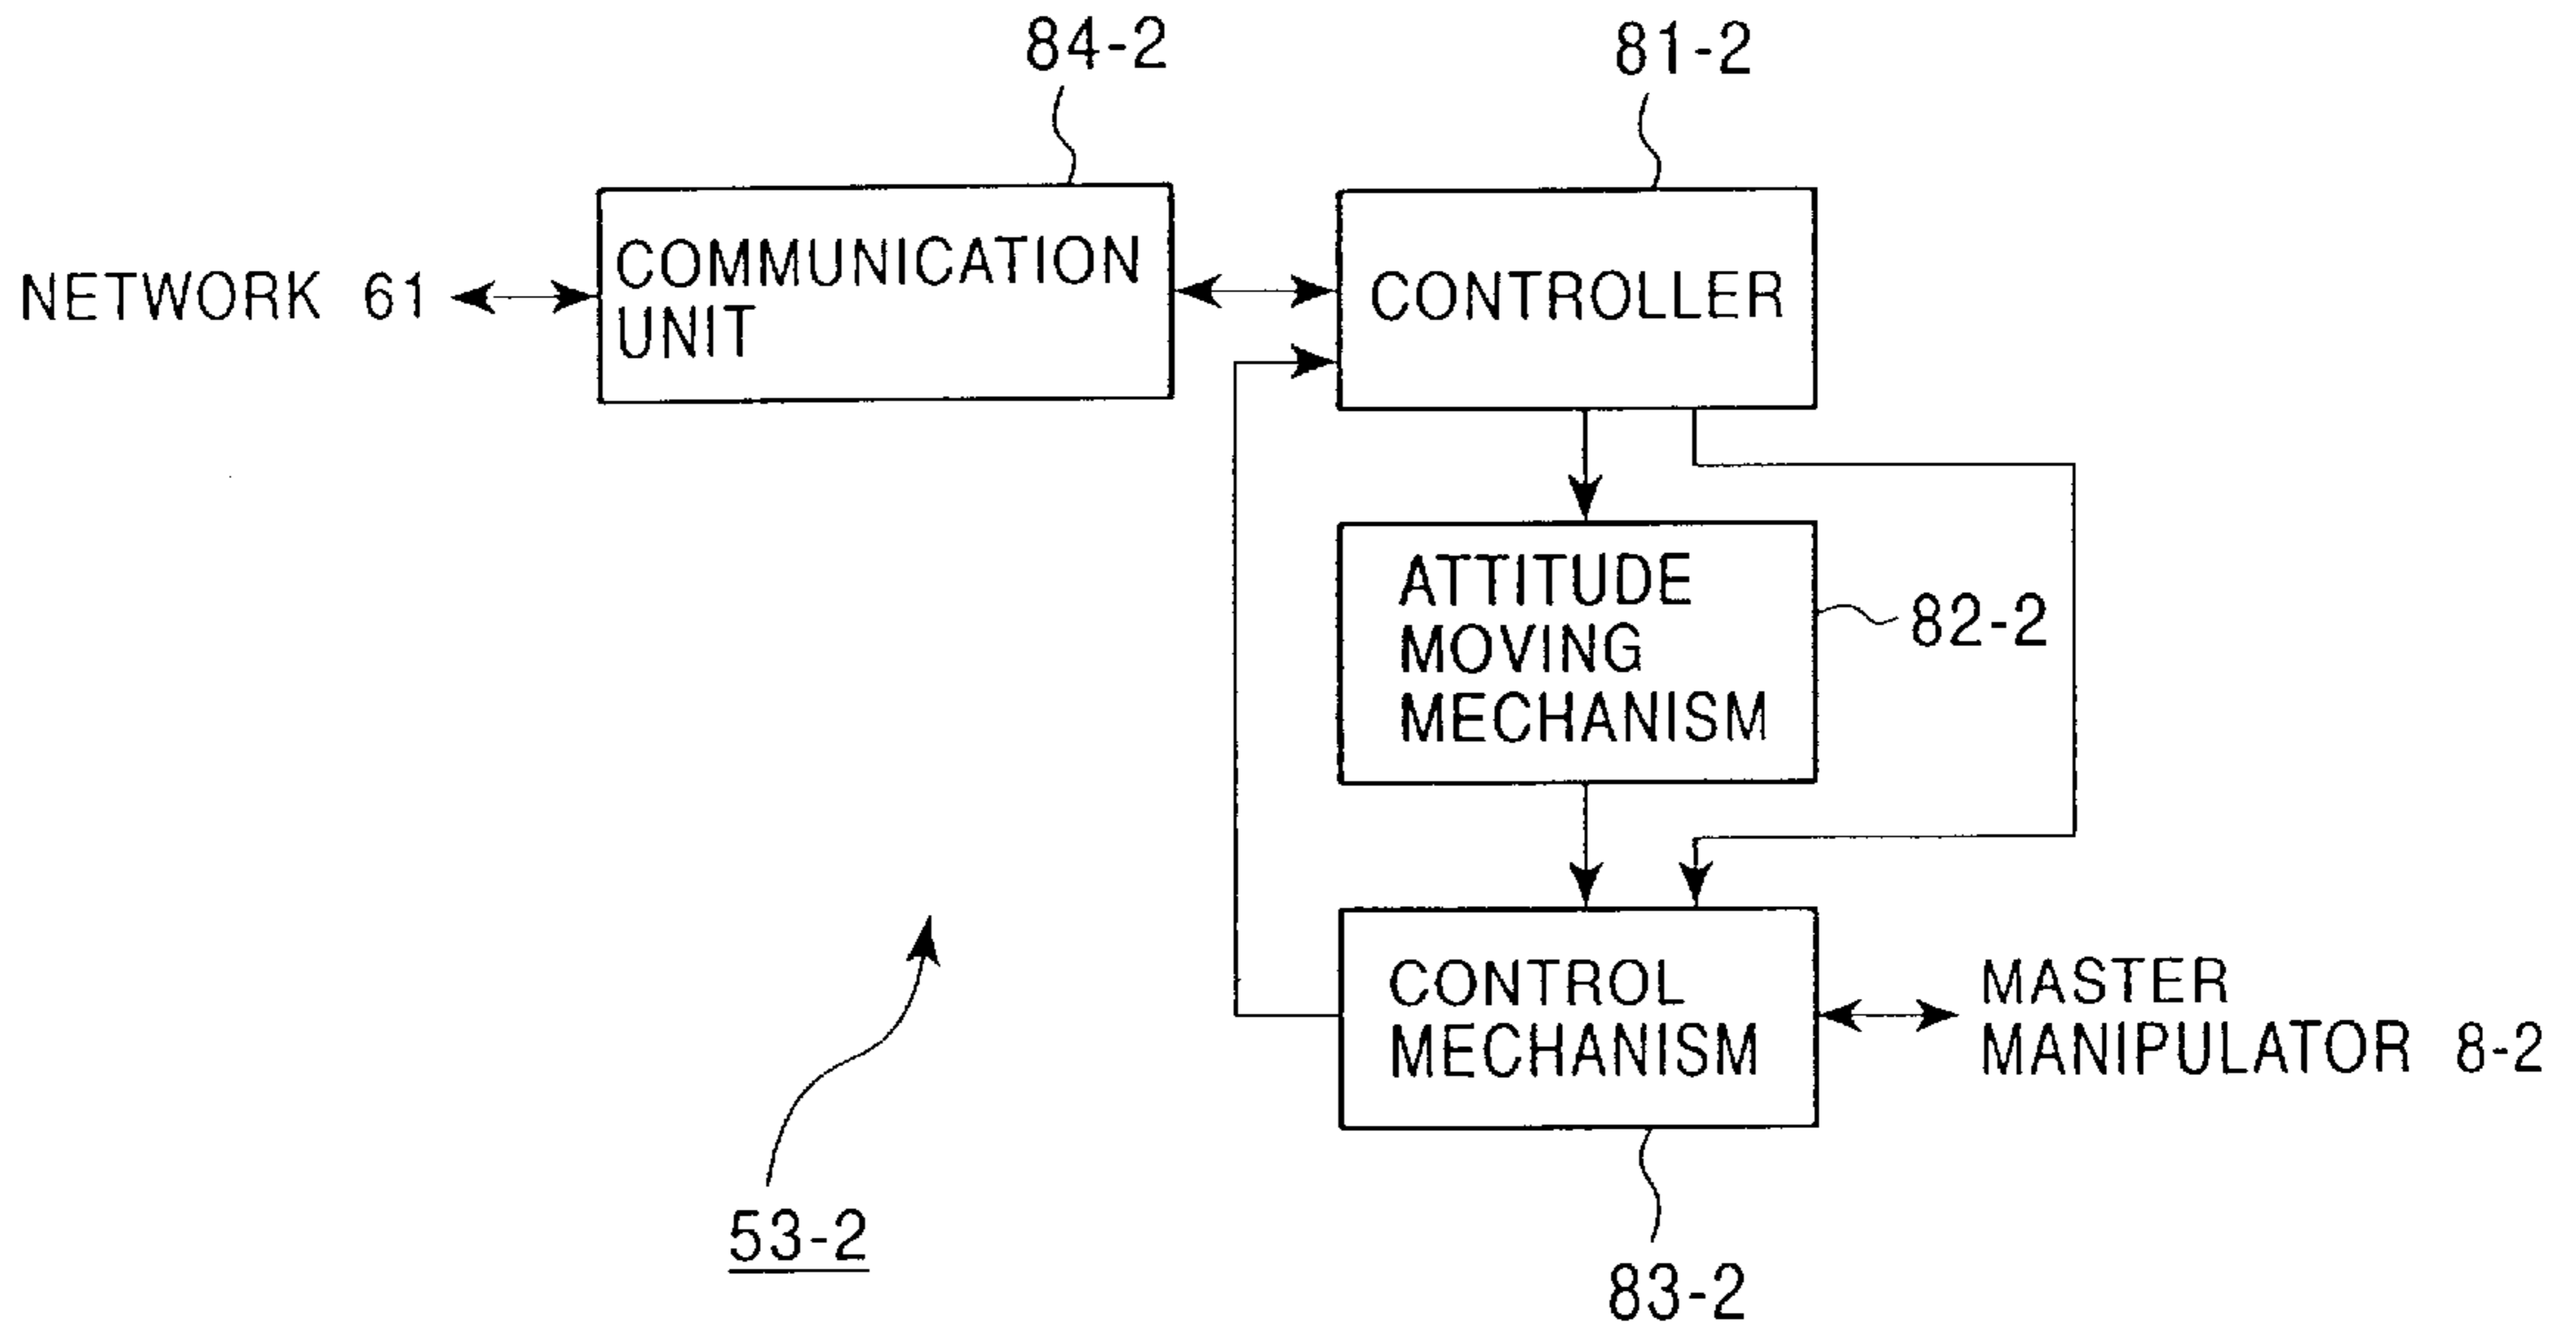 84-2
81-2
NETWORK 61
COMMUNICATION
UNIT
CONTROLLER
ATTITUDE
MOVING
MECHANISM
82-2
CONTROL
MECHANISM
MASTER
MANIPULATOR 8-2
53-2
83-2